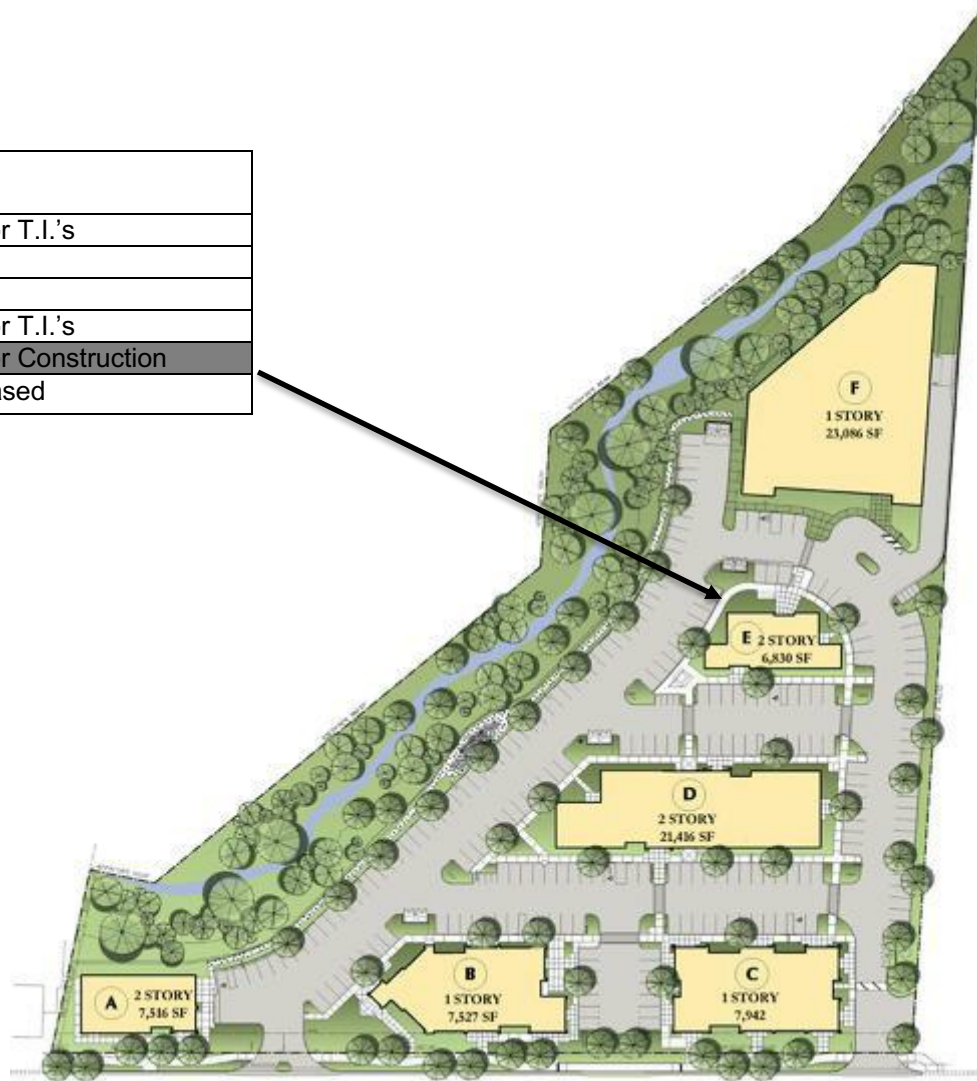 r T.I.'s
r T.I.'s
r Construction
ased
F
1 STORY
23,086 SF
E 2 STORY
6,830 SF
D
2 STORY
21,416 SF
B
1 STORY
7,527 SF
C
1 STORY
7,942
A 2 STORY
7,516 SF